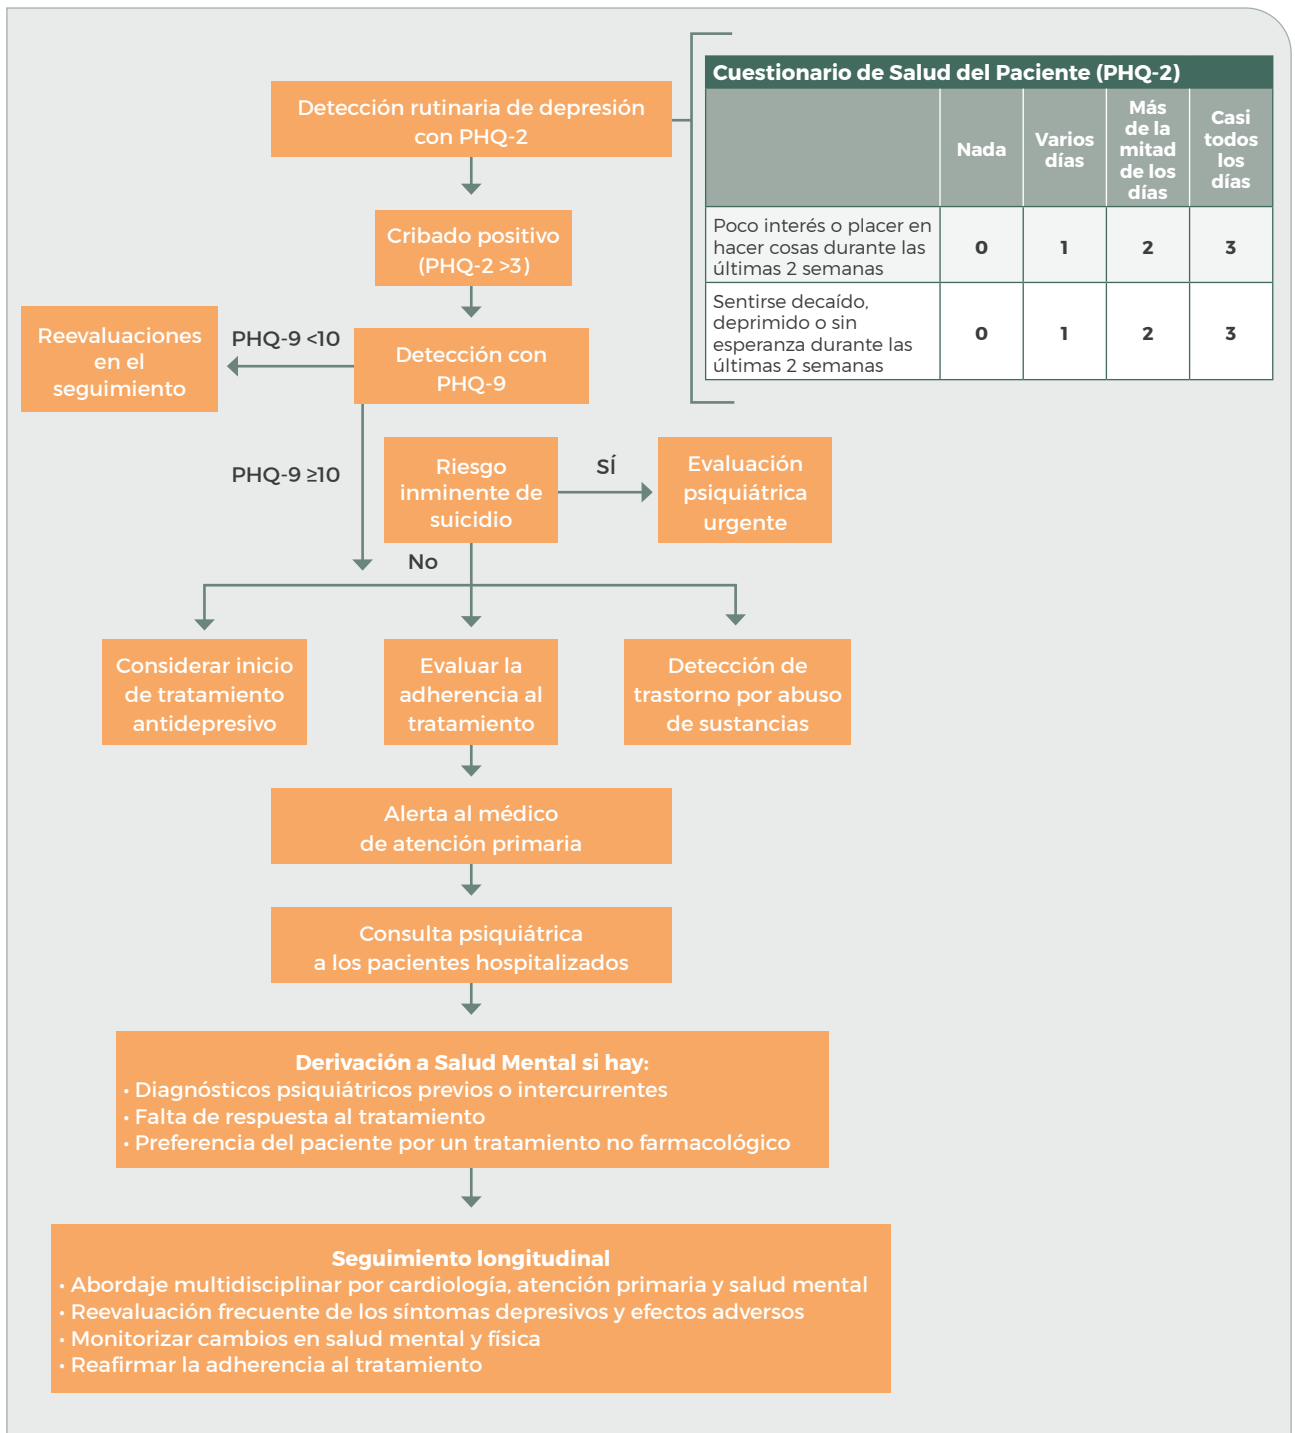 Detección rutinaria de depresión
con PHQ-2
Cuestionario de Salud del Paciente (PHQ-2)
Nada
Varios
días
Más
de la
mitad
de los
días
Casi
todos
los
días
Poco interés o placer en
hacer cosas durante las
últimas 2 semanas
0
1
2
3
Sentirse decaído,
deprimido o sin
esperanza durante las
últimas 2 semanas
0
1
2
3
Cribado positivo
(PHQ-2 >3)
Reevaluaciones
en el
seguimiento
PHQ-9 <10
Detección con
PHQ-9
PHQ-9 ≥10
Riesgo
inminente de
suicidio
SÍ
Evaluación
psiquiátrica
urgente
No
Considerar inicio
de tratamiento
antidepresivo
Evaluar la
adherencia al
tratamiento
Detección de
trastorno por abuso
de sustancias
Alerta al médico
de atención primaria
Consulta psiquiátrica
a los pacientes hospitalizados
Derivación a Salud Mental si hay:
• Diagnósticos psiquiátricos previos o intercurrentes
• Falta de respuesta al tratamiento
• Preferencia del paciente por un tratamiento no farmacológico
Seguimiento longitudinal
• Abordaje multidisciplinar por cardiología, atención primaria y salud mental
• Reevaluación frecuente de los síntomas depresivos y efectos adversos
• Monitorizar cambios en salud mental y física
• Reafirmar la adherencia al tratamiento